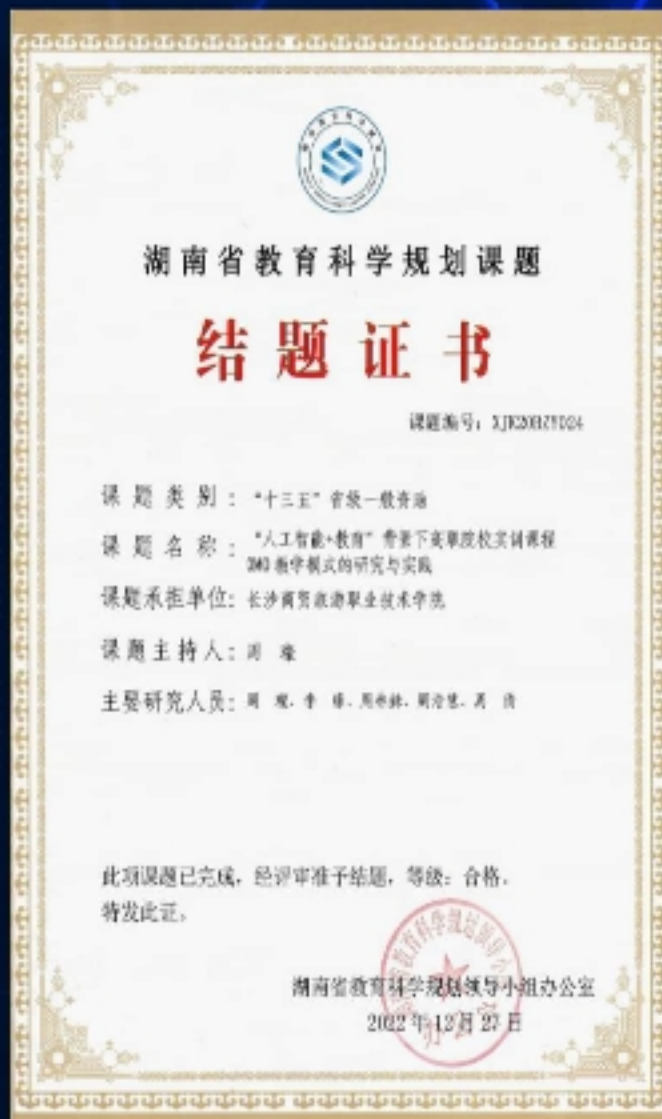 湖南省教育科学规划课题
结题证书
课题编号:
课题类别: "十三五"省级一般资助
课题名称: "人工智能+教育"背景下高职院校实训课程
教学模式的研究与实践
课题承担单位: 长沙商贸旅游职业技术学院
课题主持人: 周
主要研究人员:
此项课题已完成,经评审准予结题,等级:合格。
特发此证。
湖南省教育科学规划领导小组办公室
2022年12月27日